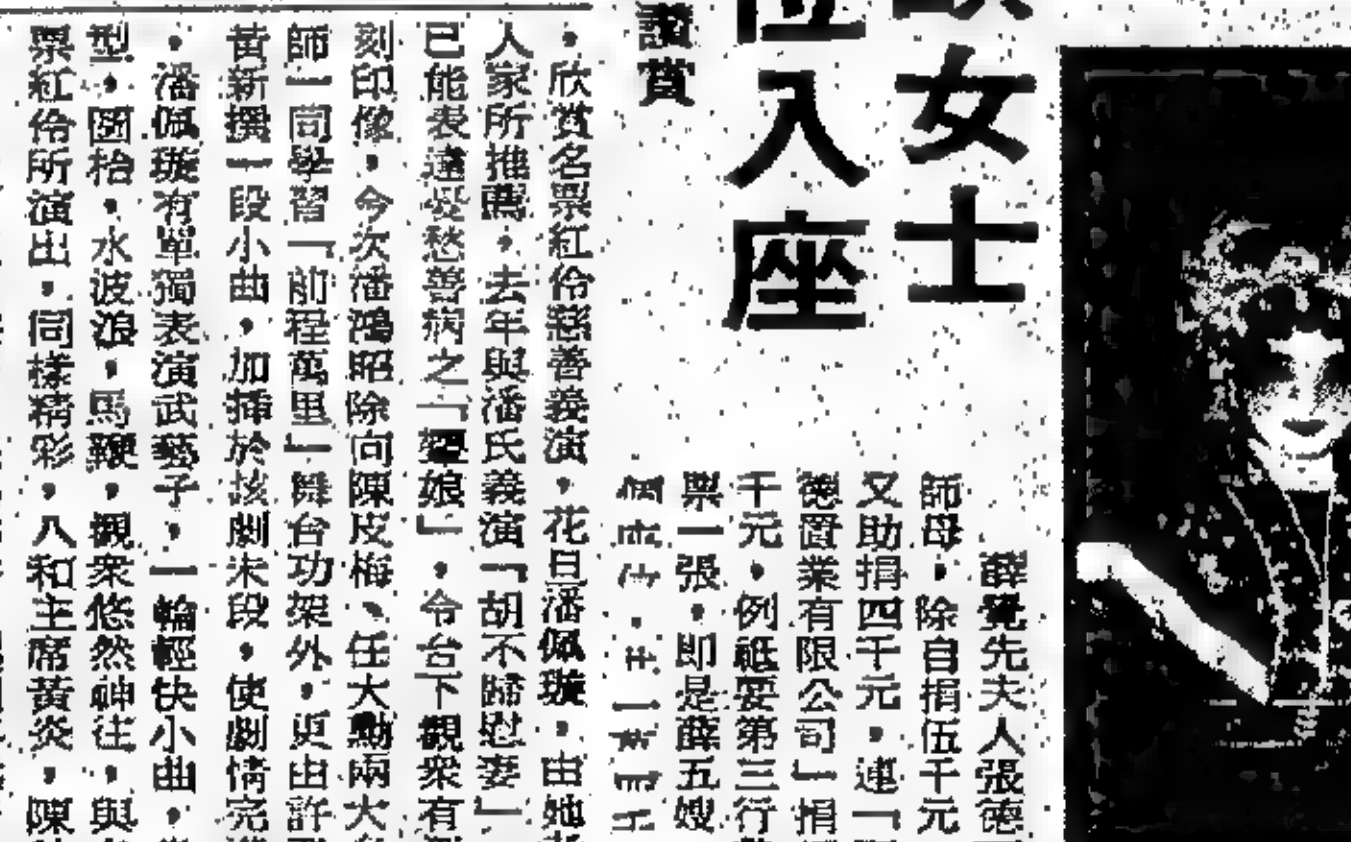 女士
位入座
讚賞
薛覺先夫人張德
師母，除自捐伍千元
又助捐四千元，連「
德置業有限公司」捐
千元，例祗要第三行
票一張，即是薛五嫂
・欣賞名票紅伶慈善義演，花旦潘佩璇，由她
人家所推薦，去年與潘氏義演「胡不歸慰妻」
已能表達憂愁善病之「顰娘」，令台下觀衆有
刻印像，今次潘鴻昭除向陳皮梅、任大勳兩大
師一同學習「前程萬里」舞台功架外，更由許
黃新撰一段小曲，加揷於該劇末段，使劇情完
・潘佩璇有單獨表演武藝子，一輪輕快小曲，
型，圓枱，水波浪，馬鞭，觀衆悠然神往，與
票紅伶所演出，同樣精彩，八和主席黃炎，陳